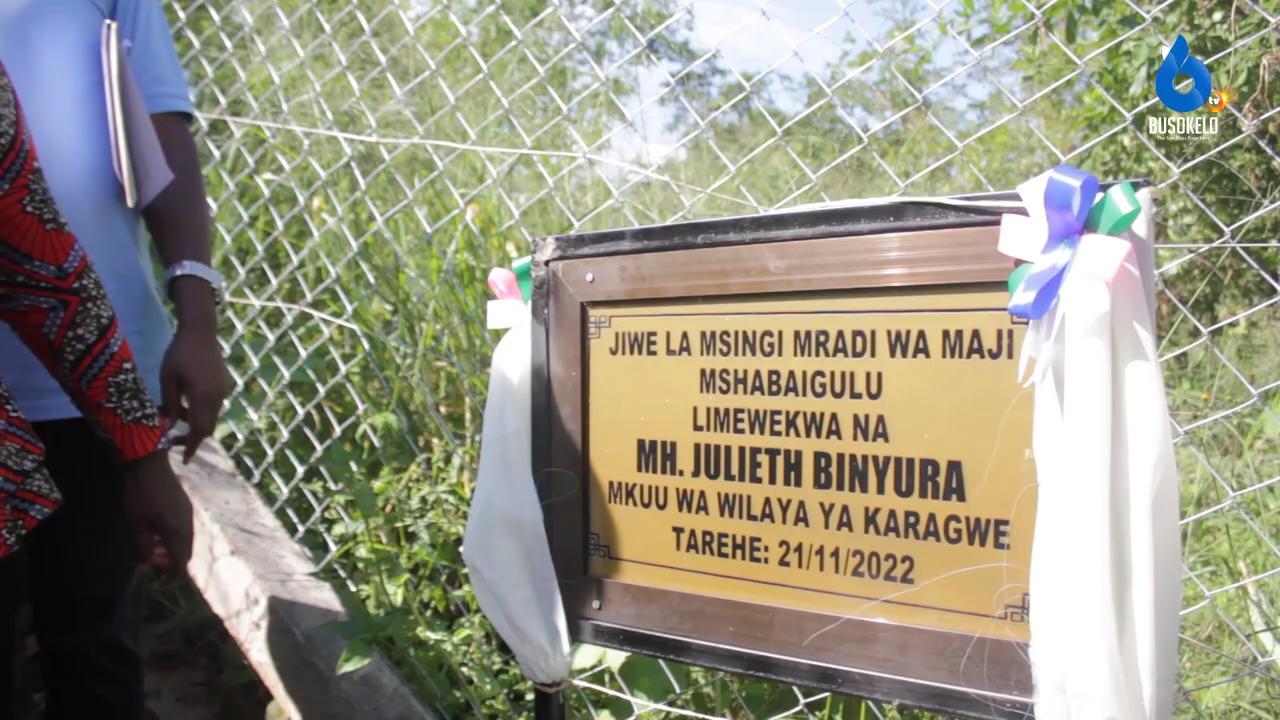 tv
BUSOKELO
JIWE LA MSINGI MRADI WA MAJI
MSHABAIGULU
LIMEWEKWA NA
MH. JULIETH BINYURA
MKUU WA WILAYA YA KARAGWE
TAREHE: 21/11/2022